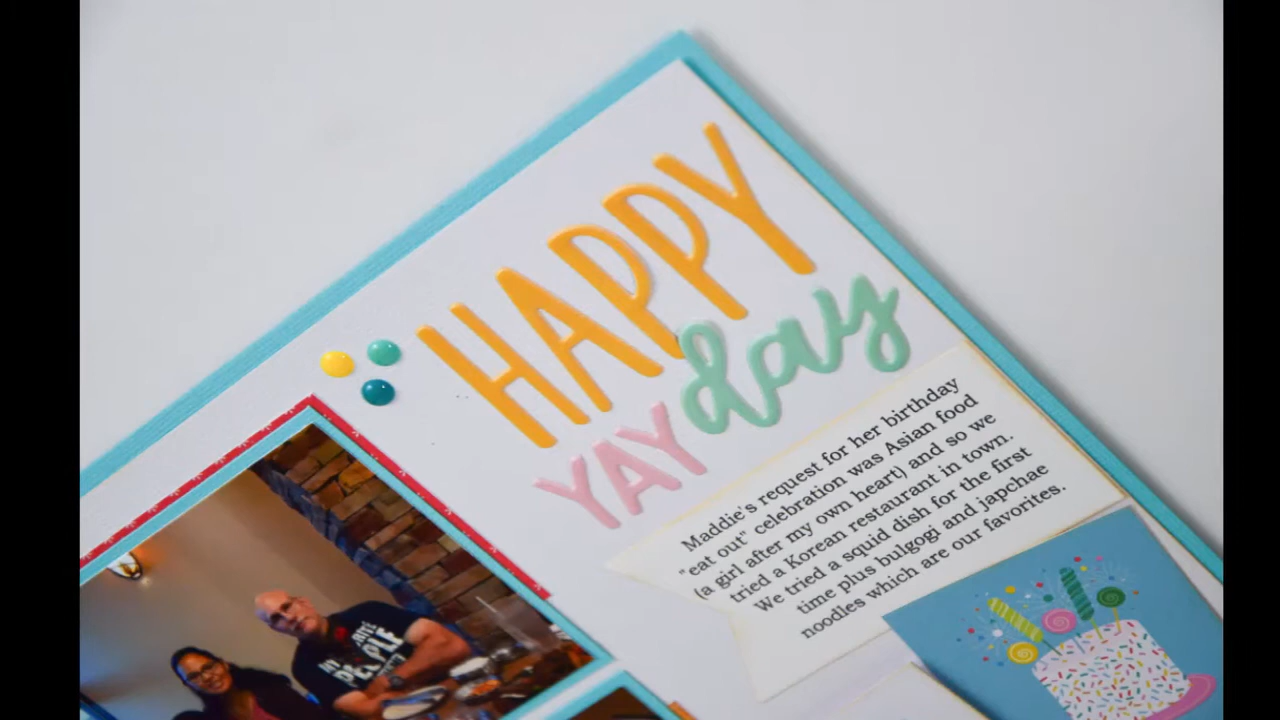 HAPPY
YAY day
Maddie's request for her birthday
"eat out" celebration was Asian food
(a girl after my own heart) and so we
tried a Korean restaurant in town.
We tried a squid dish for the first
time plus bulgogi and japchae
noodles which are our favorites.
PEOPLE